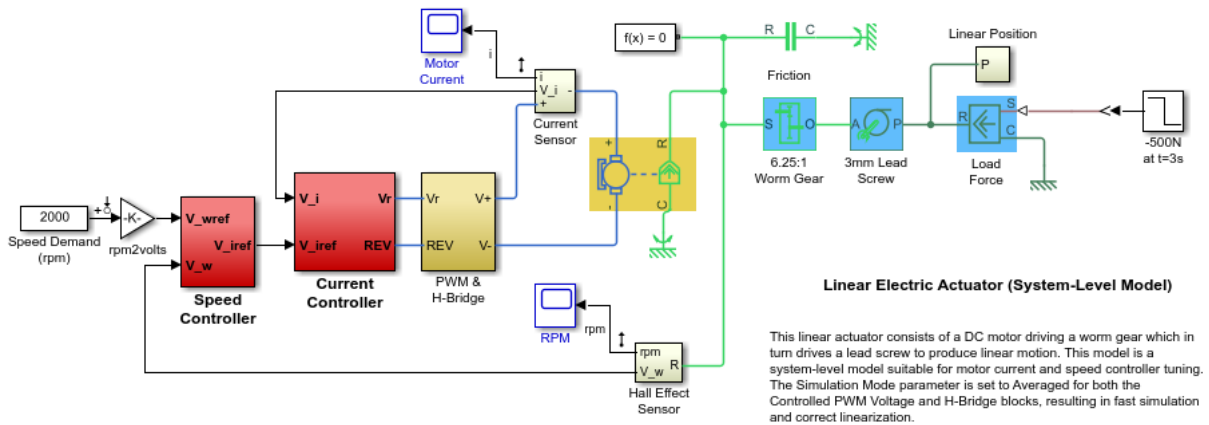 Motor
Current
i
i
V_i
+
-
Current
Sensor
f(x) = 0
R
C
Friction
Linear Position
P
S
O
6.25:1
Worm Gear
A
P
3mm Lead
Screw
R
S
C
Load
Force
-500N
at t=3s
+
-
R
C
2000
Speed Demand
(rpm)
+
-K-
rpm2volts
V_wref
V_w
V_iref
Speed
Controller
V_i
V_iref
Vr
REV
Current
Controller
Vr
REV
V+
V-
PWM &
H-Bridge
RPM
rpm
rpm
V_w
R
Hall Effect
Sensor
Linear Electric Actuator (System-Level Model)
This linear actuator consists of a DC motor driving a worm gear which in
turn drives a lead screw to produce linear motion. This model is a
system-level model suitable for motor current and speed controller tuning.
The Simulation Mode parameter is set to Averaged for both the
Controlled PWM Voltage and H-Bridge blocks, resulting in fast simulation
and correct linearization.